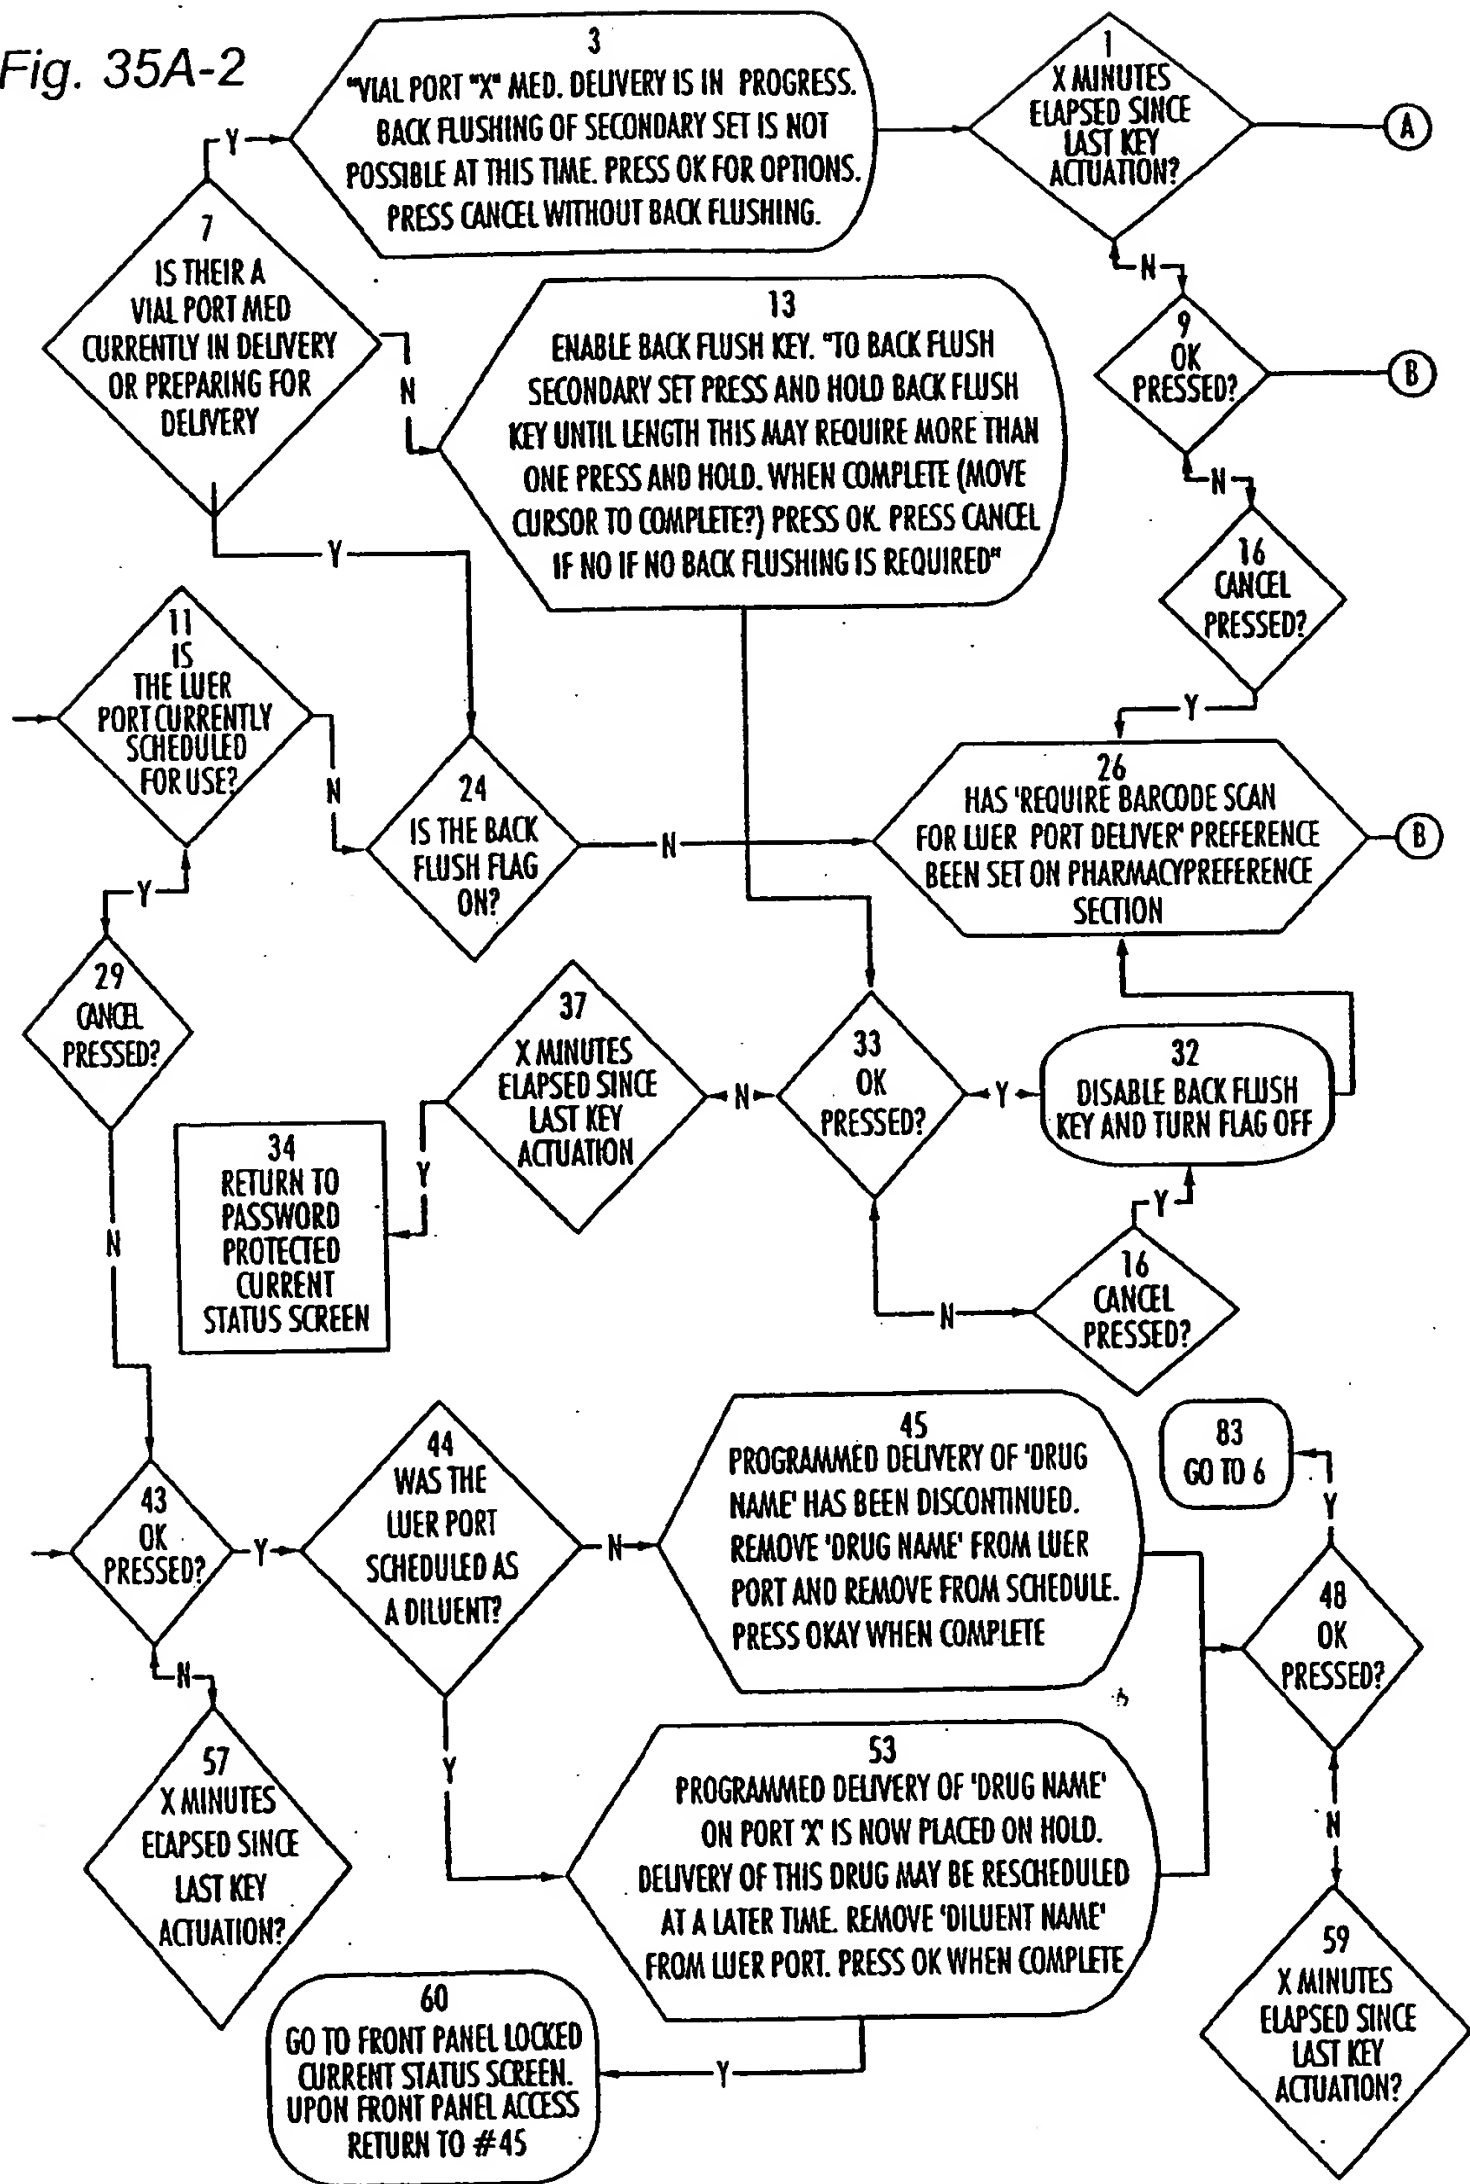 Fig. 35A-2
3
"VIAL PORT "X" MED. DELIVERY IS IN PROGRESS.
BACK FLUSHING OF SECONDARY SET IS NOT
POSSIBLE AT THIS TIME. PRESS OK FOR OPTIONS.
PRESS CANCEL WITHOUT BACK FLUSHING.
1
X MINUTES
ELAPSED SINCE
LAST KEY
ACTUATION?
A
Y
7
IS THEIR A
VIAL PORT MED
CURRENTLY IN DELIVERY
OR PREPARING FOR
DELIVERY
N
13
ENABLE BACK FLUSH KEY. "TO BACK FLUSH
SECONDARY SET PRESS AND HOLD BACK FLUSH
KEY UNTIL LENGTH THIS MAY REQUIRE MORE THAN
ONE PRESS AND HOLD. WHEN COMPLETE (MOVE
CURSOR TO COMPLETE?) PRESS OK. PRESS CANCEL
IF NO IF NO BACK FLUSHING IS REQUIRED"
N
9
OK
PRESSED?
B
N
16
CANCEL
PRESSED?
Y
Y
11
IS
THE LUER
PORT CURRENTLY
SCHEDULED
FOR USE?
N
24
IS THE BACK
FLUSH FLAG
ON?
N
26
HAS 'REQUIRE BARCODE SCAN
FOR LUER PORT DELIVER' PREFERENCE
BEEN SET ON PHARMACYPREFERENCE
SECTION
B
Y
29
CANCEL
PRESSED?
N
37
X MINUTES
ELAPSED SINCE
LAST KEY
ACTUATION
N
33
OK
PRESSED?
Y
32
DISABLE BACK FLUSH
KEY AND TURN FLAG OFF
Y
34
RETURN TO
PASSWORD
PROTECTED
CURRENT
STATUS SCREEN
Y
16
CANCEL
PRESSED?
N
43
OK
PRESSED?
Y
44
WAS THE
LUER PORT
SCHEDULED AS
A DILUENT?
N
45
PROGRAMMED DELIVERY OF 'DRUG
NAME' HAS BEEN DISCONTINUED.
REMOVE 'DRUG NAME' FROM LUER
PORT AND REMOVE FROM SCHEDULE.
PRESS OKAY WHEN COMPLETE
83
GO TO 6
Y
48
OK
PRESSED?
N
57
X MINUTES
ELAPSED SINCE
LAST KEY
ACTUATION?
Y
53
PROGRAMMED DELIVERY OF 'DRUG NAME'
ON PORT 'X' IS NOW PLACED ON HOLD.
DELIVERY OF THIS DRUG MAY BE RESCHEDULED
AT A LATER TIME. REMOVE 'DILUENT NAME'
FROM LUER PORT. PRESS OK WHEN COMPLETE
N
59
X MINUTES
ELAPSED SINCE
LAST KEY
ACTUATION?
Y
60
GO TO FRONT PANEL LOCKED
CURRENT STATUS SCREEN.
UPON FRONT PANEL ACCESS
RETURN TO #45